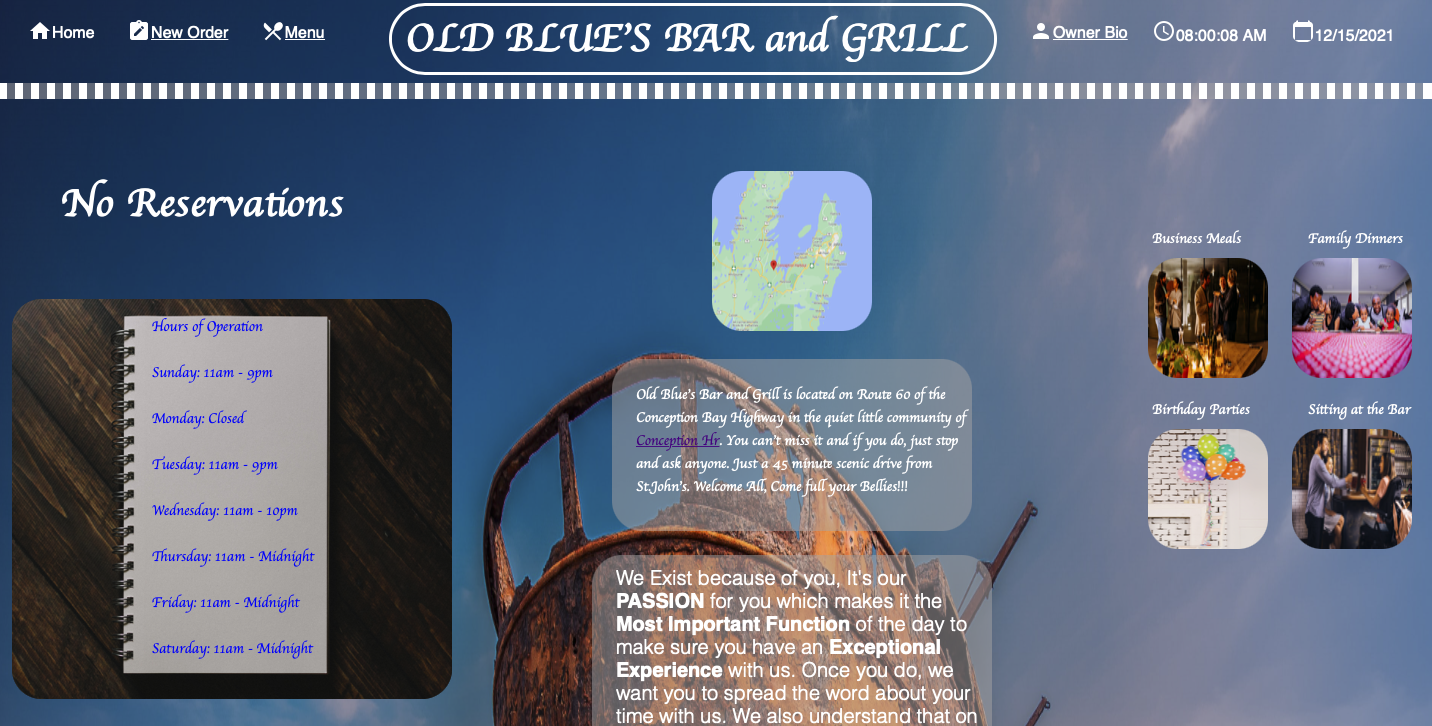 Home
New Order
Menu
OLD BLUE'S BAR and GRILL
Owner Bio
08:00:08 AM
12/15/2021
No Reservations
Hours of Operation
Sunday: 11am - 9pm
Monday: Closed
Tuesday: 11am - 9pm
Wednesday: 11am - 10pm
Thursday: 11am - Midnight
Friday: 11am - Midnight
Saturday: 11am - Midnight
Old Blue's Bar and Grill is located on Route 60 of the
Conception Bay Highway in the quiet little community of
Conception Hr. You can't miss it and if you do, just stop
and ask anyone. Just a 45 minute scenic drive from
St.John's. Welcome All, Come full your Bellies!!!
We Exist because of you, It's our
PASSION for you which makes it the
Most Important Function of the day to
make sure you have an Exceptional
Experience with us. Once you do, we
want you to spread the word about your
time with us. We also understand that on
Business Meals
Family Dinners
Birthday Parties
Sitting at the Bar